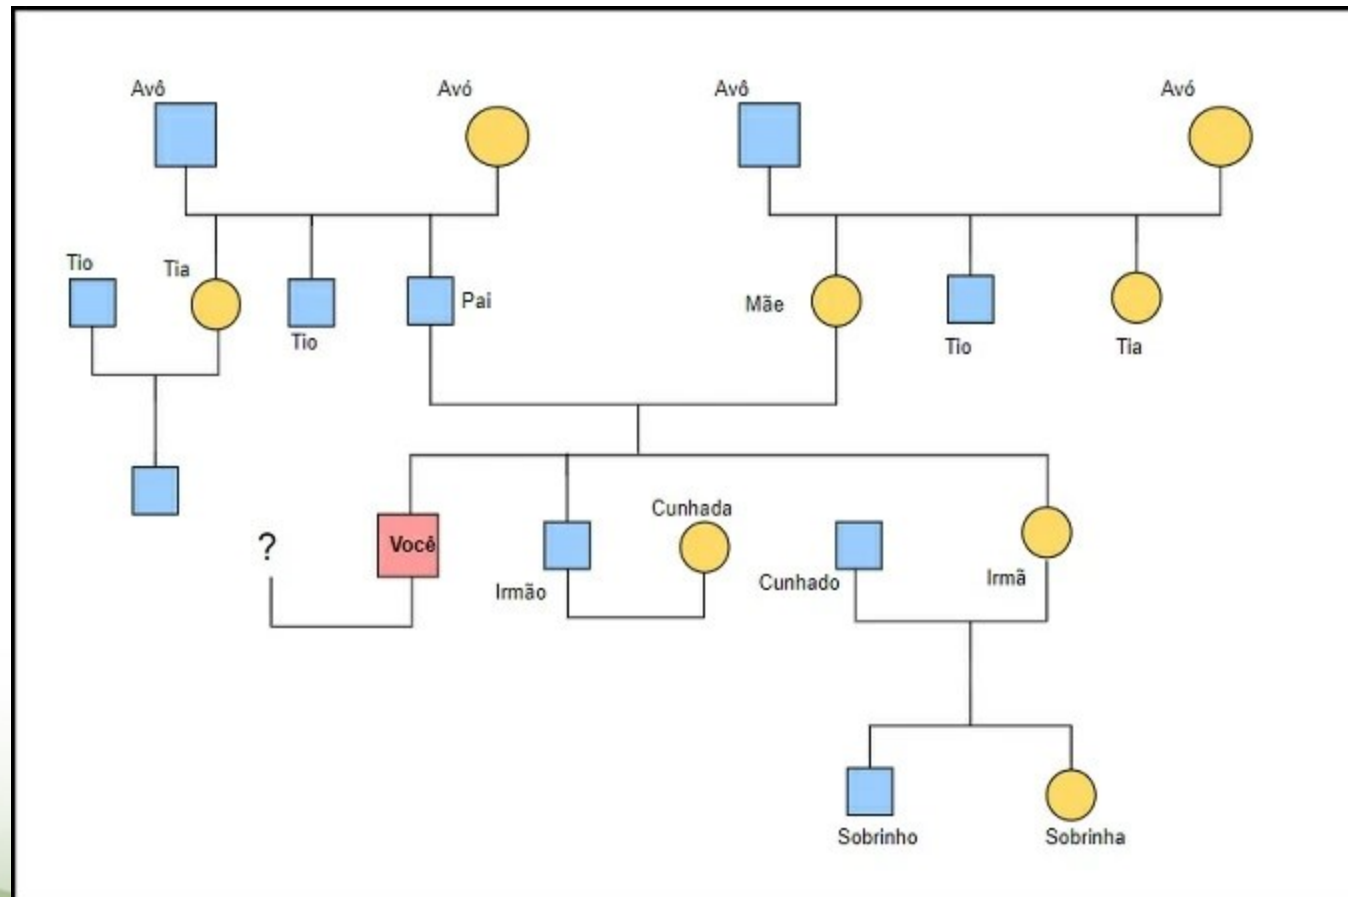 Avô
Avó
Avô
Avó
Tio
Tia
Tio
Pai
Mãe
Tio
Tia
?
Você
Irmão
Cunhada
Cunhado
Irmã
Sobrinho
Sobrinha